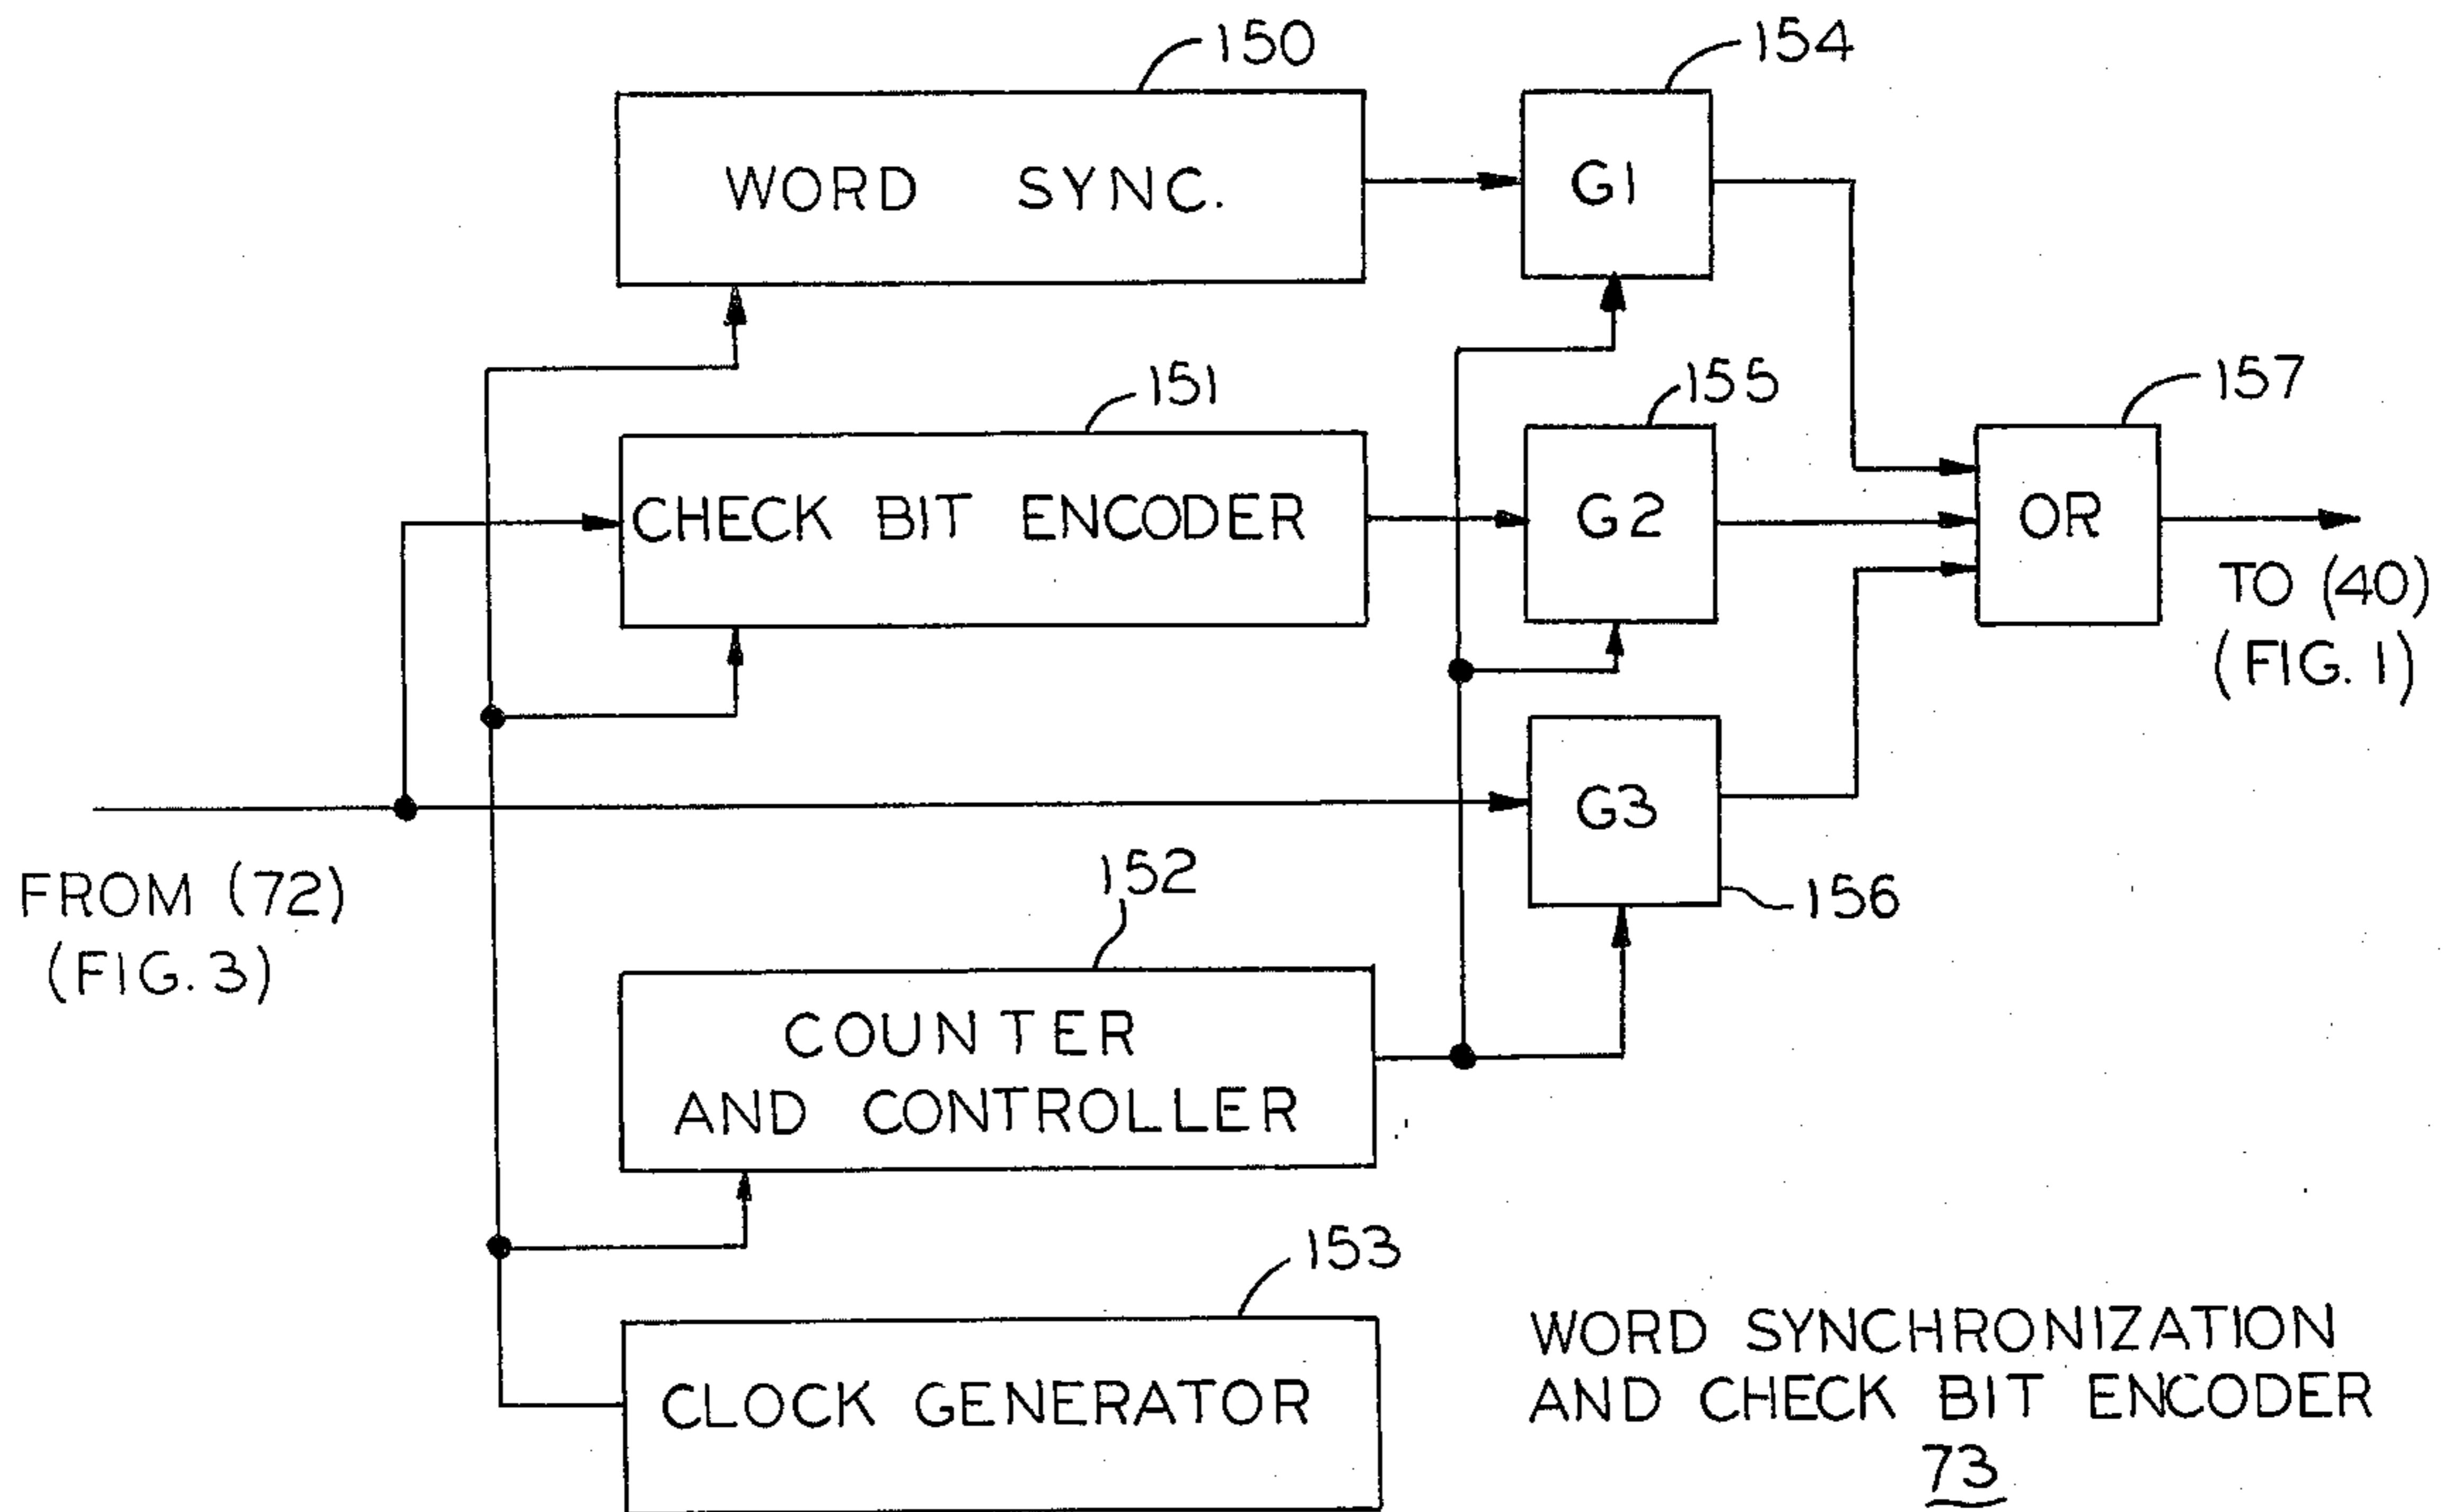 150
154
WORD SYNC.
G1
151
155
157
CHECK BIT ENCODER
G2
OR
TO (40)
(FIG. 1)
G3
FROM (72)
(FIG. 3)
152
156
COUNTER
AND CONTROLLER
153
CLOCK GENERATOR
WORD SYNCHRONIZATION
AND CHECK BIT ENCODER
73